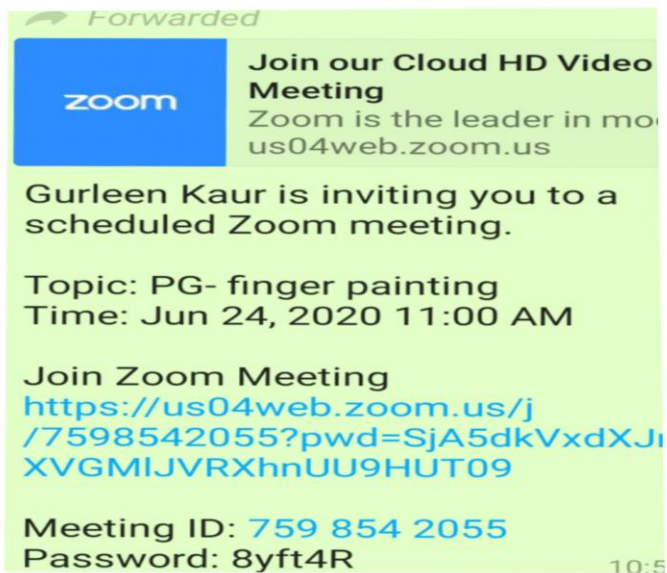 Forwarded
zoom
Join our Cloud HD Video
Meeting
Zoom is the leader in
us04web.zoom.us
Gurleen Kaur is inviting you to a
scheduled Zoom meeting.
Topic: PG- finger painting
Time: Jun 24, 2020 11:00 AM
Join Zoom Meeting
https://us04web.zoom.us/j
/7598542055?pwd=SjA5dkVxdXJ
XVGMlJVRXhnUU9HUT09
Meeting ID: 759 854 2055
Password: 8yft4R